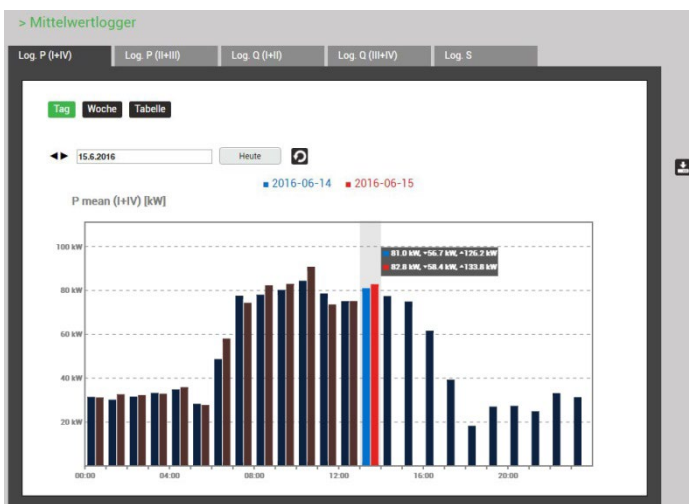 > Mittelwertlogger
Log. P (I+IV) Log. P (II+III) Log. Q (I+II) Log. Q (III+IV) Log. S
Tag Woche Tabelle
15.6.2016 Heute
2016-06-14 2016-06-15
P mean (I+IV) [kW]
100 kW
81.0 kW, 56.7 kW, 126.2 kW
82.8 kW, 58.4 kW, 133.8 kW
80 kW
60 kW
40 kW
20 kW
00:00 04:00 08:00 12:00 16:00 20:00